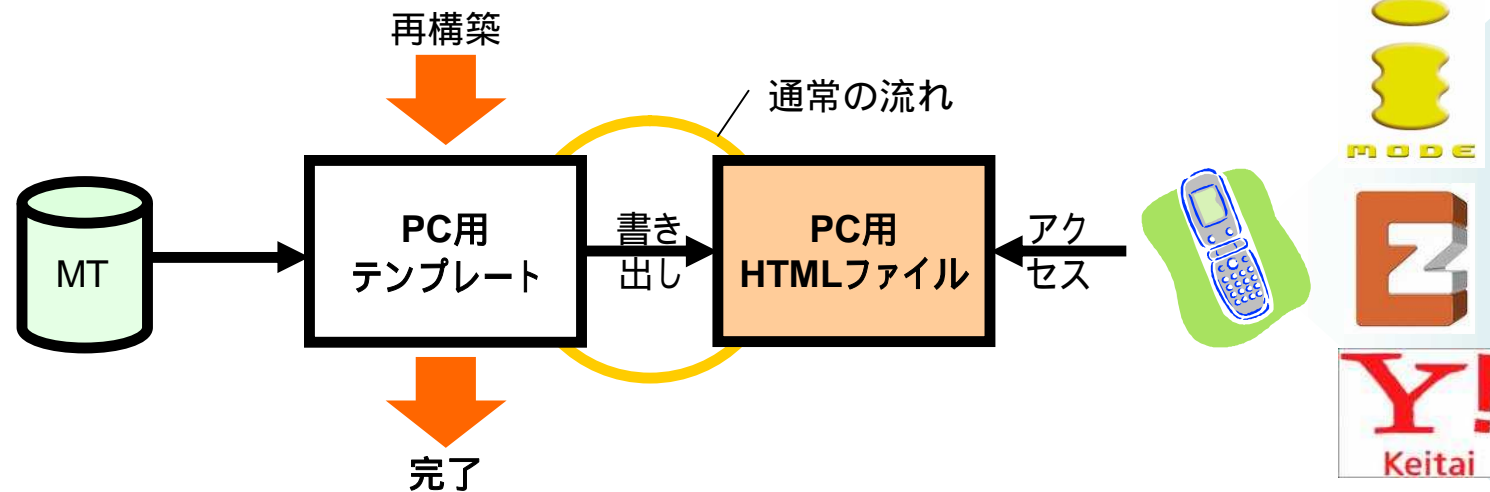 再構築
通常の流れ
MT
PC用
テンプレート
書き
出し
PC用
HTMLファイル
アク
セス
完了
MODE
EZ
Y!
Keitai